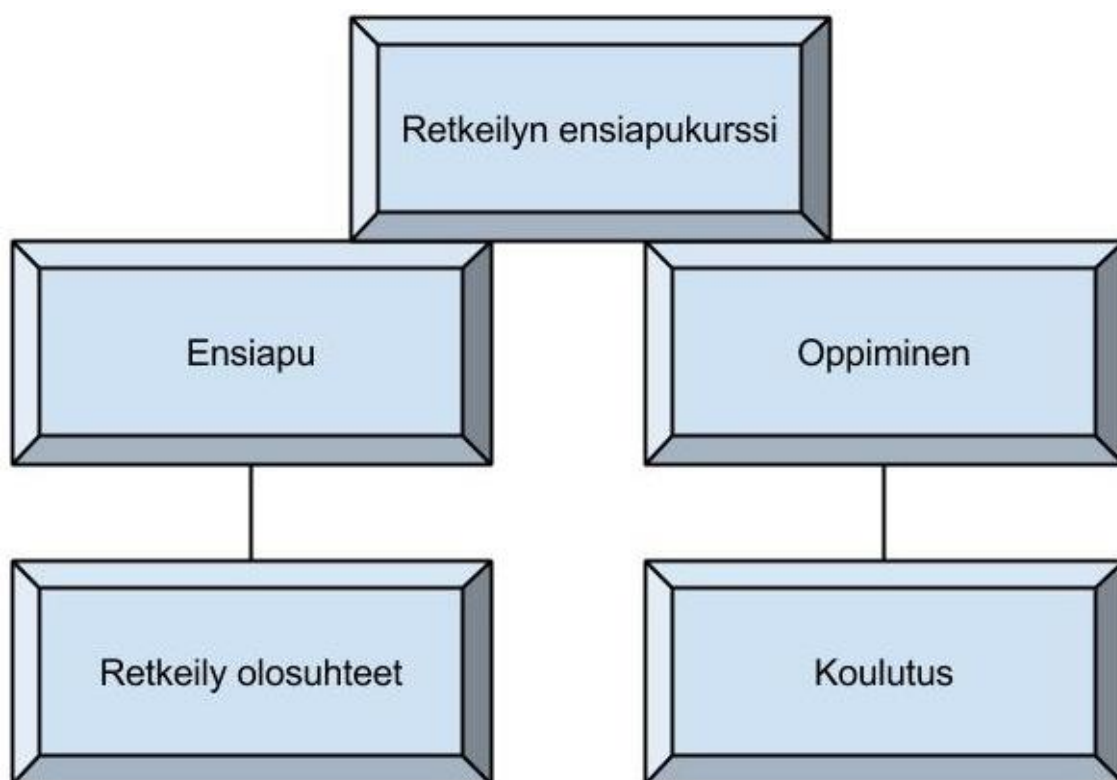 Retkeilyn ensiapukurssi
Ensiapu
Oppiminen
Retkeily olosuhteet
Koulutus